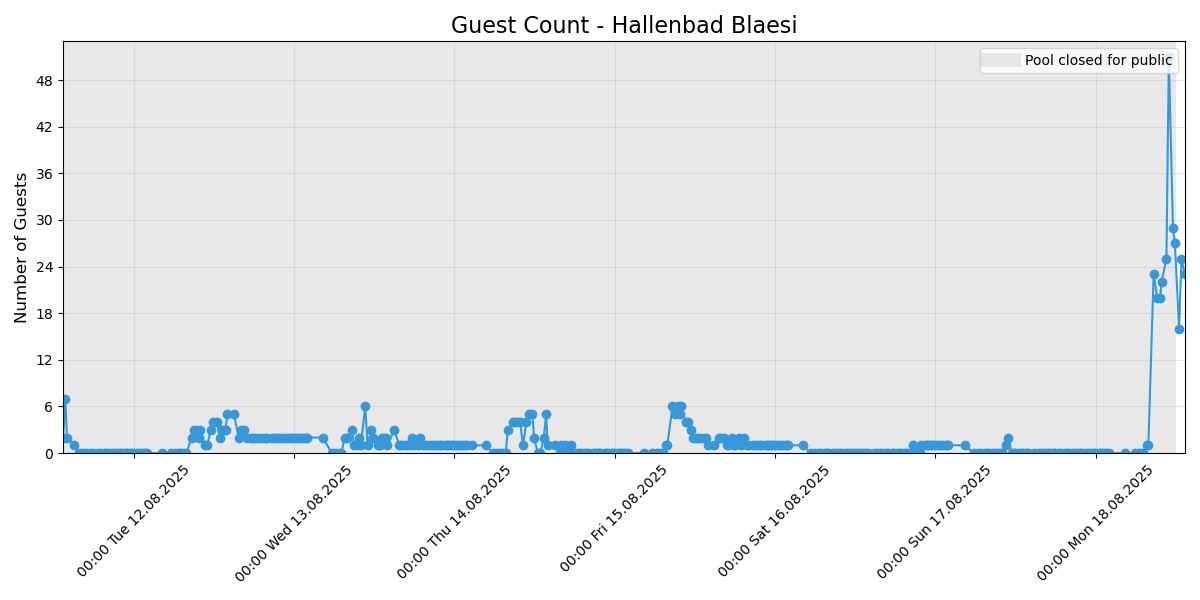 Guest Count - Hallenbad Blaesi
Pool closed for public
Number of Guests
48
42
36
30
24
18
12
6
0
00:00 Tue 12.08.2025
00:00 Wed 13.08.2025
00:00 Thu 14.08.2025
00:00 Fri 15.08.2025
00:00 Sat 16.08.2025
00:00 Sun 17.08.2025
00:00 Mon 18.08.2025